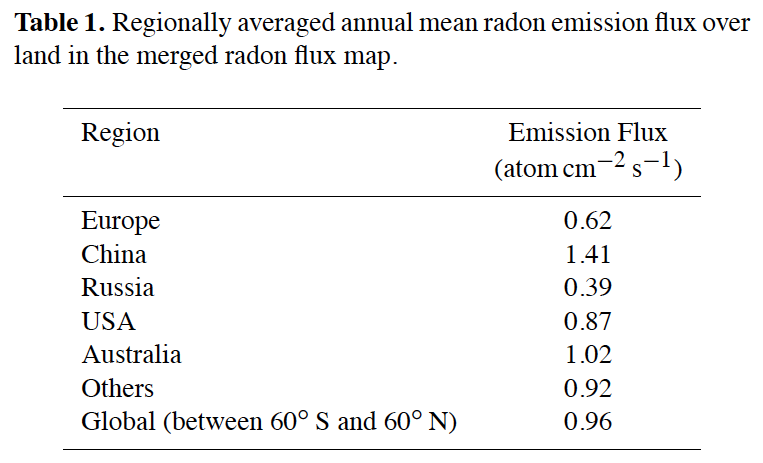 Table 1. Regionally averaged annual mean radon emission flux over
land in the merged radon flux map.
Region Emission Flux
(atom cm−2 s−1)
Europe 0.62
China 1.41
Russia 0.39
USA 0.87
Australia 1.02
Others 0.92
Global (between 60° S and 60° N) 0.96